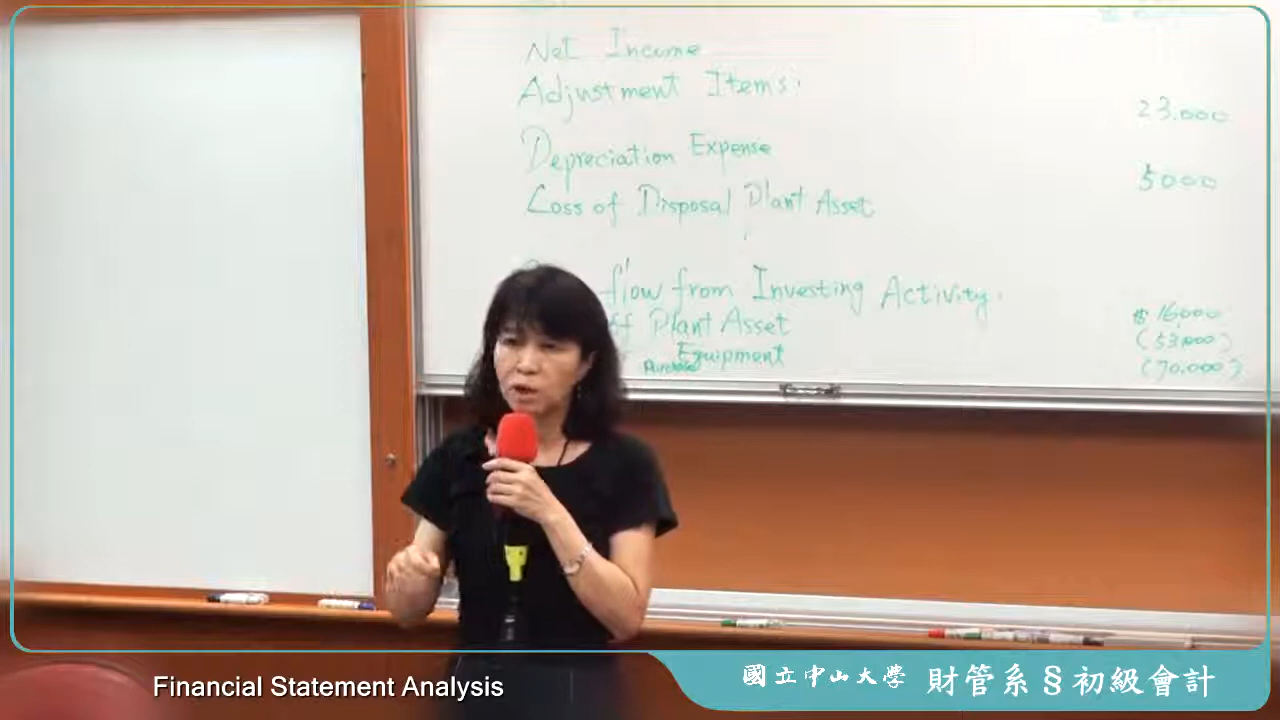 Net Income
Adjustment Items:
23.000
Depreciation Expense
5000
Loss of Disposal Plant Asset
flow from Investing Activity.
of Plant Asset $ 16000
(53,000)
Purchase Equipment (70.000)
Financial Statement Analysis
國立中山大學 財管系§初級會計